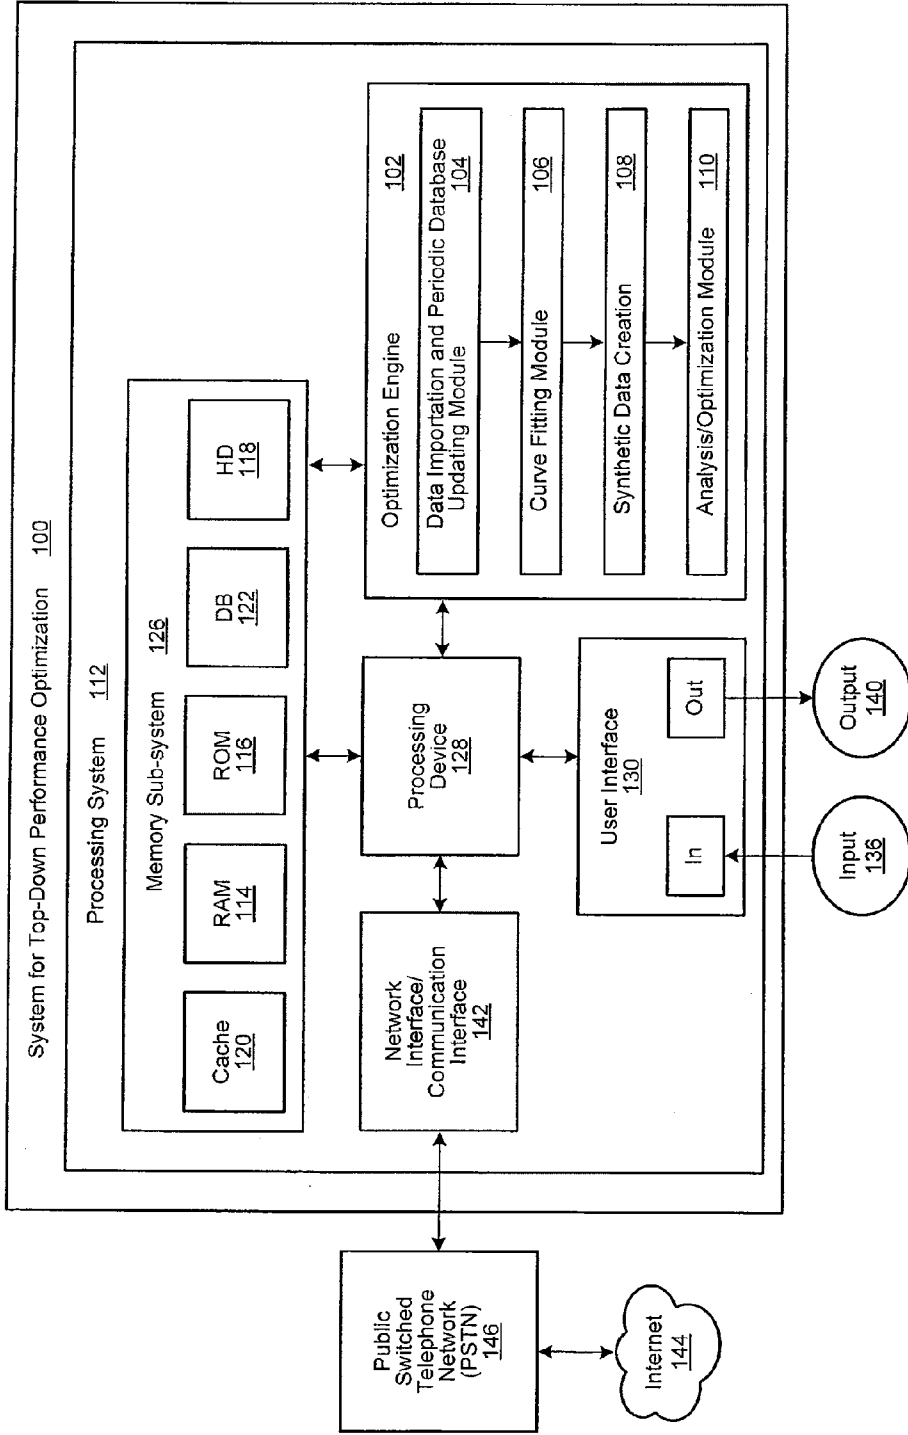 System for Top-Down Performance Optimization 100
Processing System 112
Memory Sub-system 126
Cache
120
RAM
114
ROM
116
DB
122
HD
118
Public
Switched
Telephone
Network
(PSTN)
146
Internet
144
Network
Interface/
Communication
Interface
142
Processing
Device
128
Optimization Engine 102
Data Importation and Periodic Database
Updating Module 104
Curve Fitting Module 106
Synthetic Data Creation 108
Analysis/Optimization Module 110
User Interface
130
In
Out
Input
136
Output
140